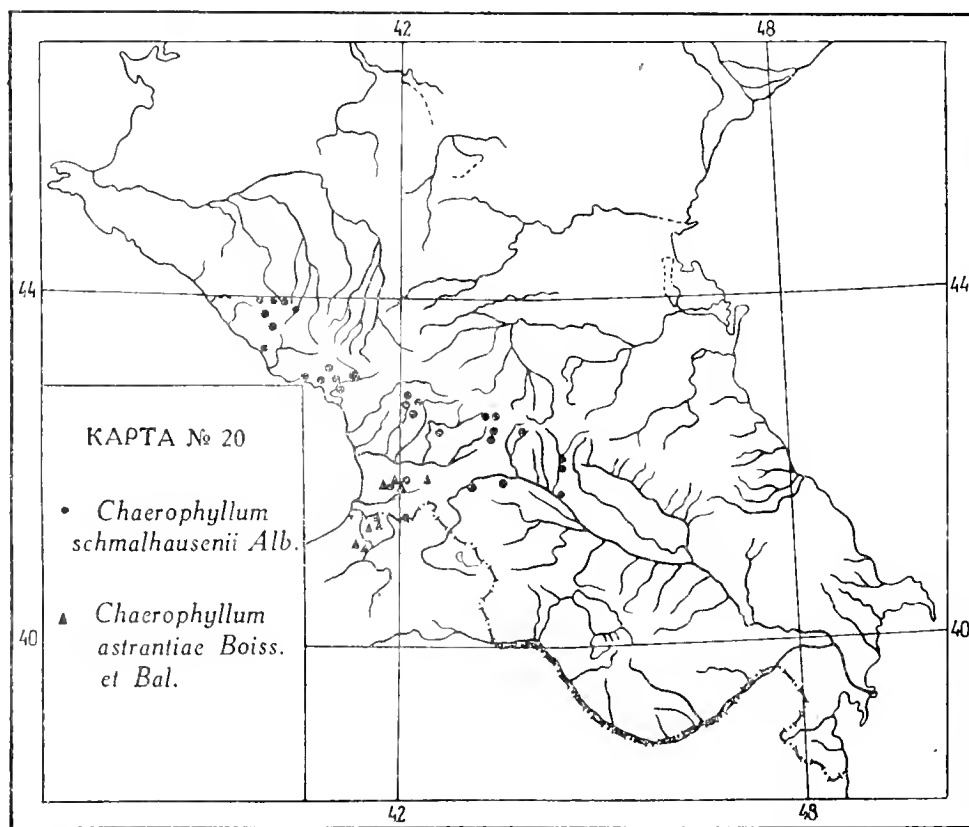 42 48
44 44
КАРТА № 20
Chaerophyllum
schmalhausenii Alb.
Chaerophyllum
astrantiae Boiss.
et Bal.
40 40
42 48